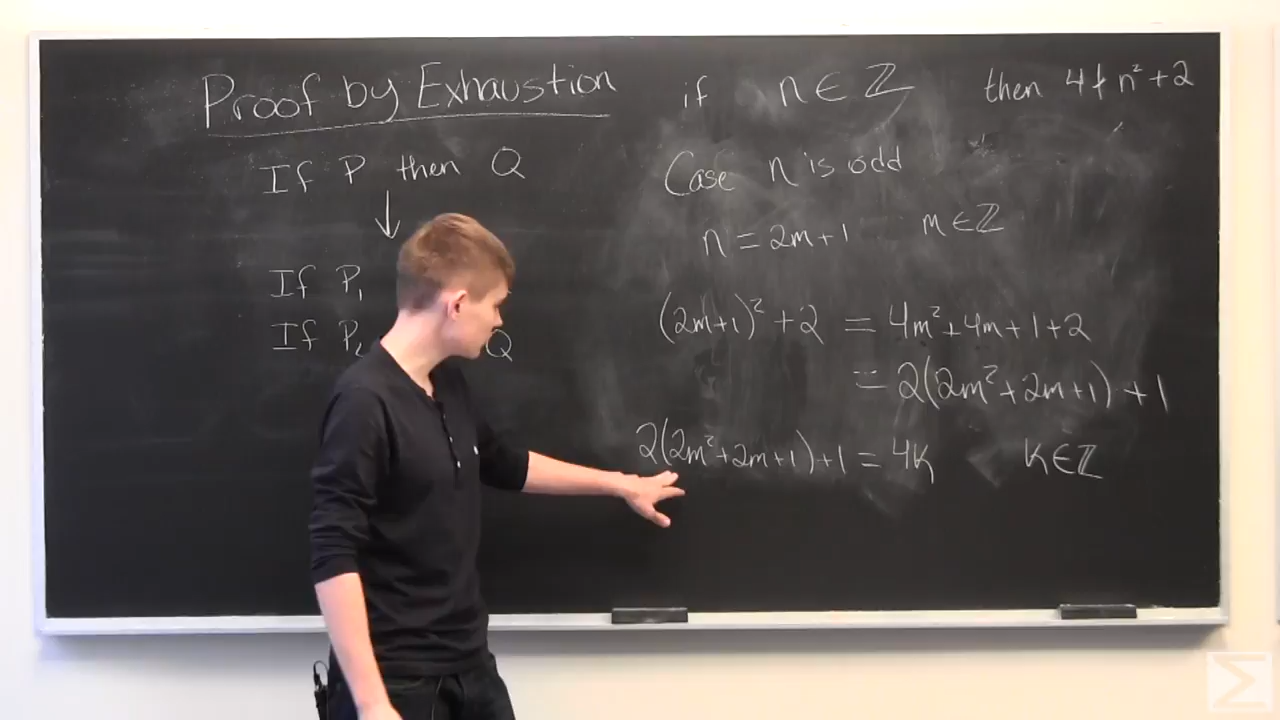 Proof by Exhaustion
If P then Q
↓
If P₁
If P₂ Q
if n ∈ ℤ then 4 ∤ n² + 2
Case n is odd
n = 2m+1 m ∈ ℤ
(2m+1)² + 2 = 4m² + 4m + 1 + 2
= 2(2m² + 2m + 1) + 1
2(2m² + 2m + 1) + 1 = 4k k ∈ ℤ
Σ